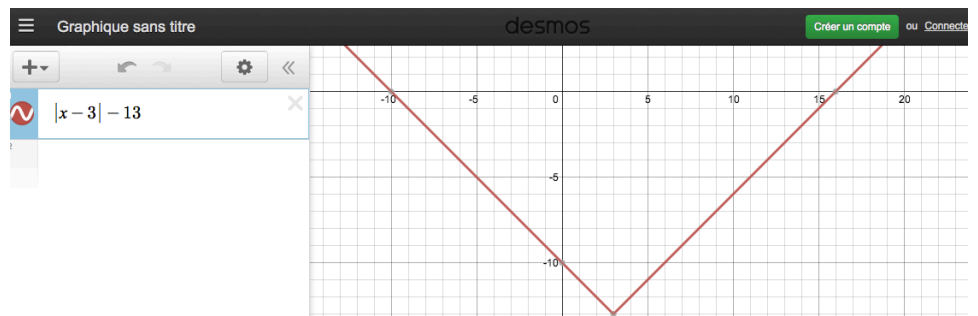 Graphique sans titre
desmos
Créer un compte ou Connecte
|x − 3| − 13
2
-10 -5 0 5 10 15 20
-5
-10